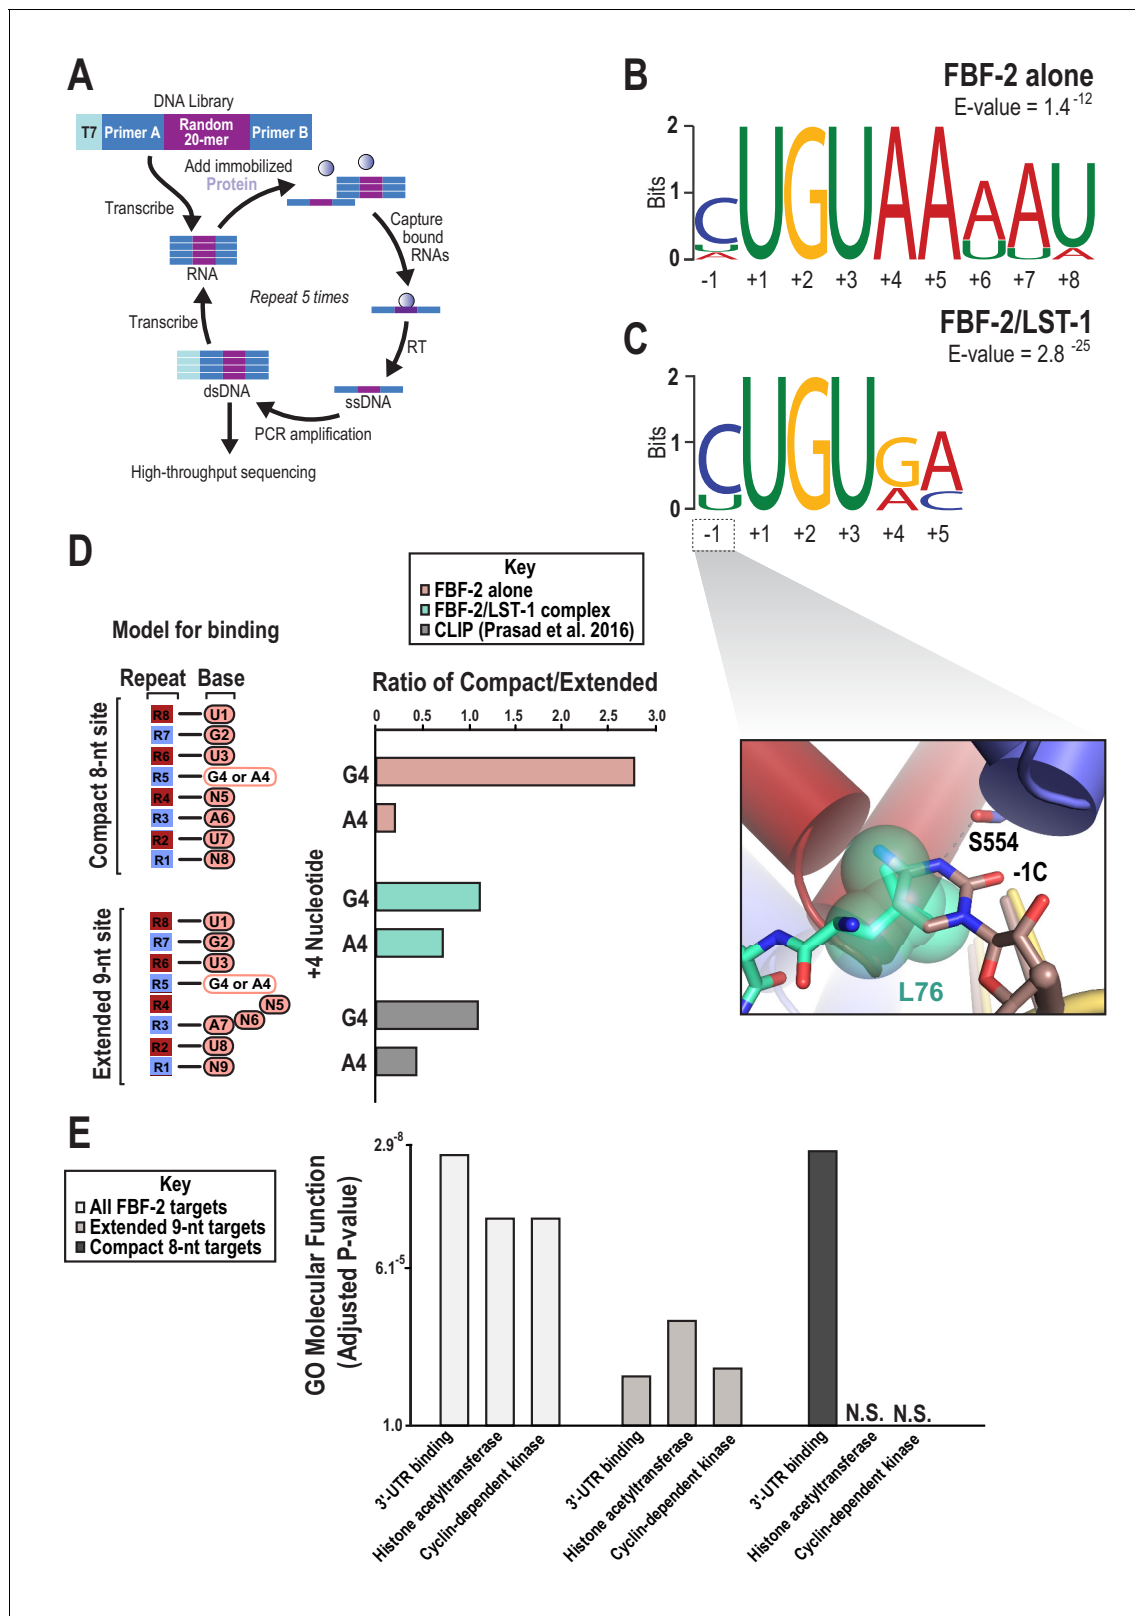 A
DNA Library
T7 Primer A Random 20-mer Primer B
Add immobilized
Protein
Transcribe
Capture
bound
RNAs
RNA
Repeat 5 times
Transcribe
RT
dsDNA
ssDNA
PCR amplification
High-throughput sequencing
B
FBF-2 alone
E-value = 1.4-12
Bits
2
1
0
C U A U G U A A A U A U U A
-1 +1 +2 +3 +4 +5 +6 +7 +8
C
FBF-2/LST-1
E-value = 2.8 -25
Bits
2
1
0
C U U G U G A A C
-1 +1 +2 +3 +4 +5
S554
-1C
L76
D
Key
FBF-2 alone
FBF-2/LST-1 complex
CLIP (Prasad et al. 2016)
Model for binding
Repeat Base
Compact 8-nt site
R8 U1
R7 G2
R6 U3
R5 G4 or A4
R4 N5
R3 A6
R2 U7
R1 N8
Extended 9-nt site
R8 U1
R7 G2
R6 U3
R5 G4 or A4
R4 N5
R3 A7 N6
R2 U8
R1 N9
Ratio of Compact/Extended
0 0.5 1.0 1.5 2.0 2.5 3.0
+4 Nucleotide
G4
A4
G4
A4
G4
A4
E
Key
All FBF-2 targets
Extended 9-nt targets
Compact 8-nt targets
GO Molecular Function
(Adjusted P-value)
2.9-8
6.1-5
1.0
N.S. N.S.
3'-UTR binding
Histone acetyltransferase
Cyclin-dependent kinase
3'-UTR binding
Histone acetyltransferase
Cyclin-dependent kinase
3'-UTR binding
Histone acetyltransferase
Cyclin-dependent kinase